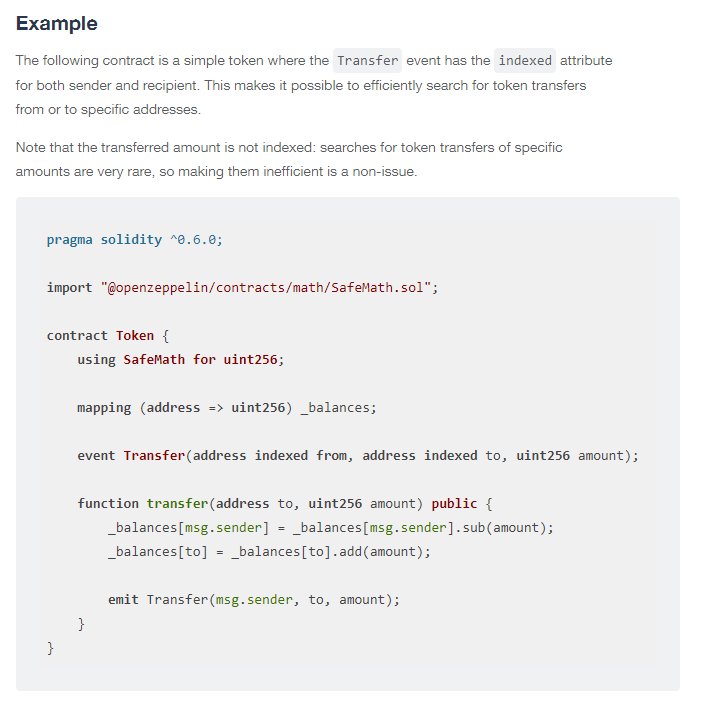 Example
The following contract is a simple token where the Transfer event has the indexed attribute
for both sender and recipient. This makes it possible to efficiently search for token transfers
from or to specific addresses.
Note that the transferred amount is not indexed: searches for token transfers of specific
amounts are very rare, so making them inefficient is a non-issue.
pragma solidity ^0.6.0;
import "@openzeppelin/contracts/math/SafeMath.sol";
contract Token {
    using SafeMath for uint256;
    mapping (address => uint256) _balances;
    event Transfer(address indexed from, address indexed to, uint256 amount);
    function transfer(address to, uint256 amount) public {
        _balances[msg.sender] = _balances[msg.sender].sub(amount);
        _balances[to] = _balances[to].add(amount);
        emit Transfer(msg.sender, to, amount);
    }
}